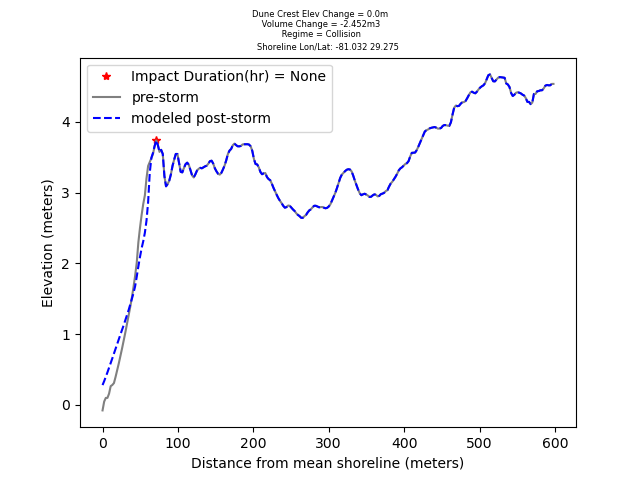 Dune Crest Elev Change = 0.0m
Volume Change = -2.452m3
Regime = Collision
Shoreline Lon/Lat: -81.032 29.275
Impact Duration(hr) = None
pre-storm
modeled post-storm
Elevation (meters)
4
3
2
1
0
0 100 200 300 400 500 600
Distance from mean shoreline (meters)